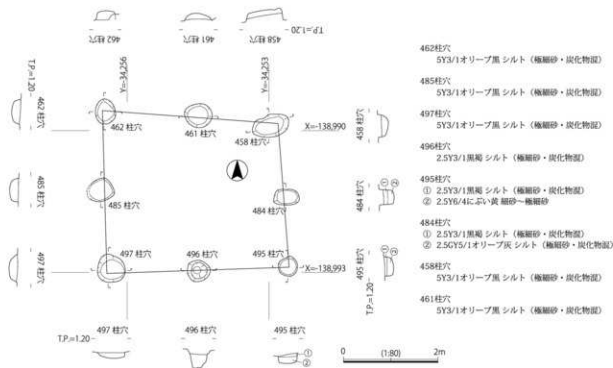 462柱穴
461柱穴
458柱穴
T.P.=1.20
Y=-34,256
Y=-34,253
T.P.=1.20
462柱穴
485柱穴
497柱穴
462柱穴
461柱穴
458柱穴
X=-138,990
485柱穴
484柱穴
497柱穴
496柱穴
495柱穴
X=-138,993
458柱穴
484柱穴
①
②
495柱穴
①
②
T.P.=1.20
497柱穴
496柱穴
495柱穴
T.P.=1.20
①
②
0
(1:80)
2m
462柱穴
5Y3/1オリーブ黒 シルト（極細砂・炭化物混）
485柱穴
5Y3/1オリーブ黒 シルト（極細砂・炭化物混）
497柱穴
5Y3/1オリーブ黒 シルト（極細砂・炭化物混）
496柱穴
2.5Y3/1黒褐 シルト（極細砂・炭化物混）
495柱穴
① 2.5Y3/1黒褐 シルト（極細砂・炭化物混）
② 2.5Y6/4にぶい黄 細砂～極細砂
484柱穴
① 2.5Y3/1黒褐 シルト（極細砂・炭化物混）
② 2.5GY5/1オリーブ灰 シルト（極細砂・炭化物混）
458柱穴
5Y3/1オリーブ黒 シルト（極細砂・炭化物混）
461柱穴
5Y3/1オリーブ黒 シルト（極細砂・炭化物混）